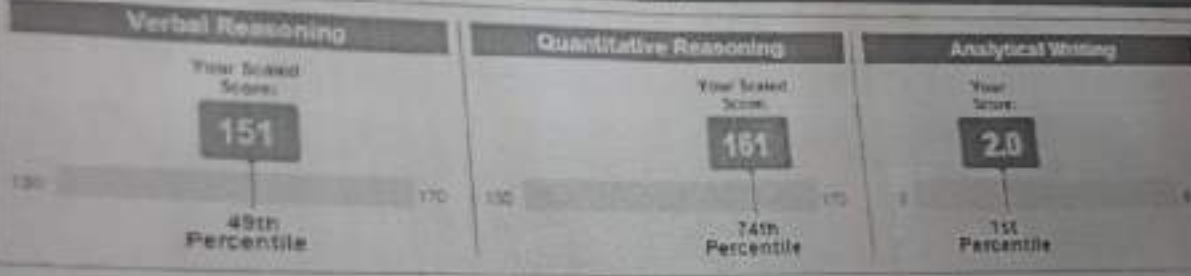 Verbal Reasoning
Your Scaled
Score:
151
130
170
49th
Percentile
Quantitative Reasoning
Your Scaled
Score:
161
130
170
74th
Percentile
Analytical Writing
Your
Score:
2.0
1st
Percentile